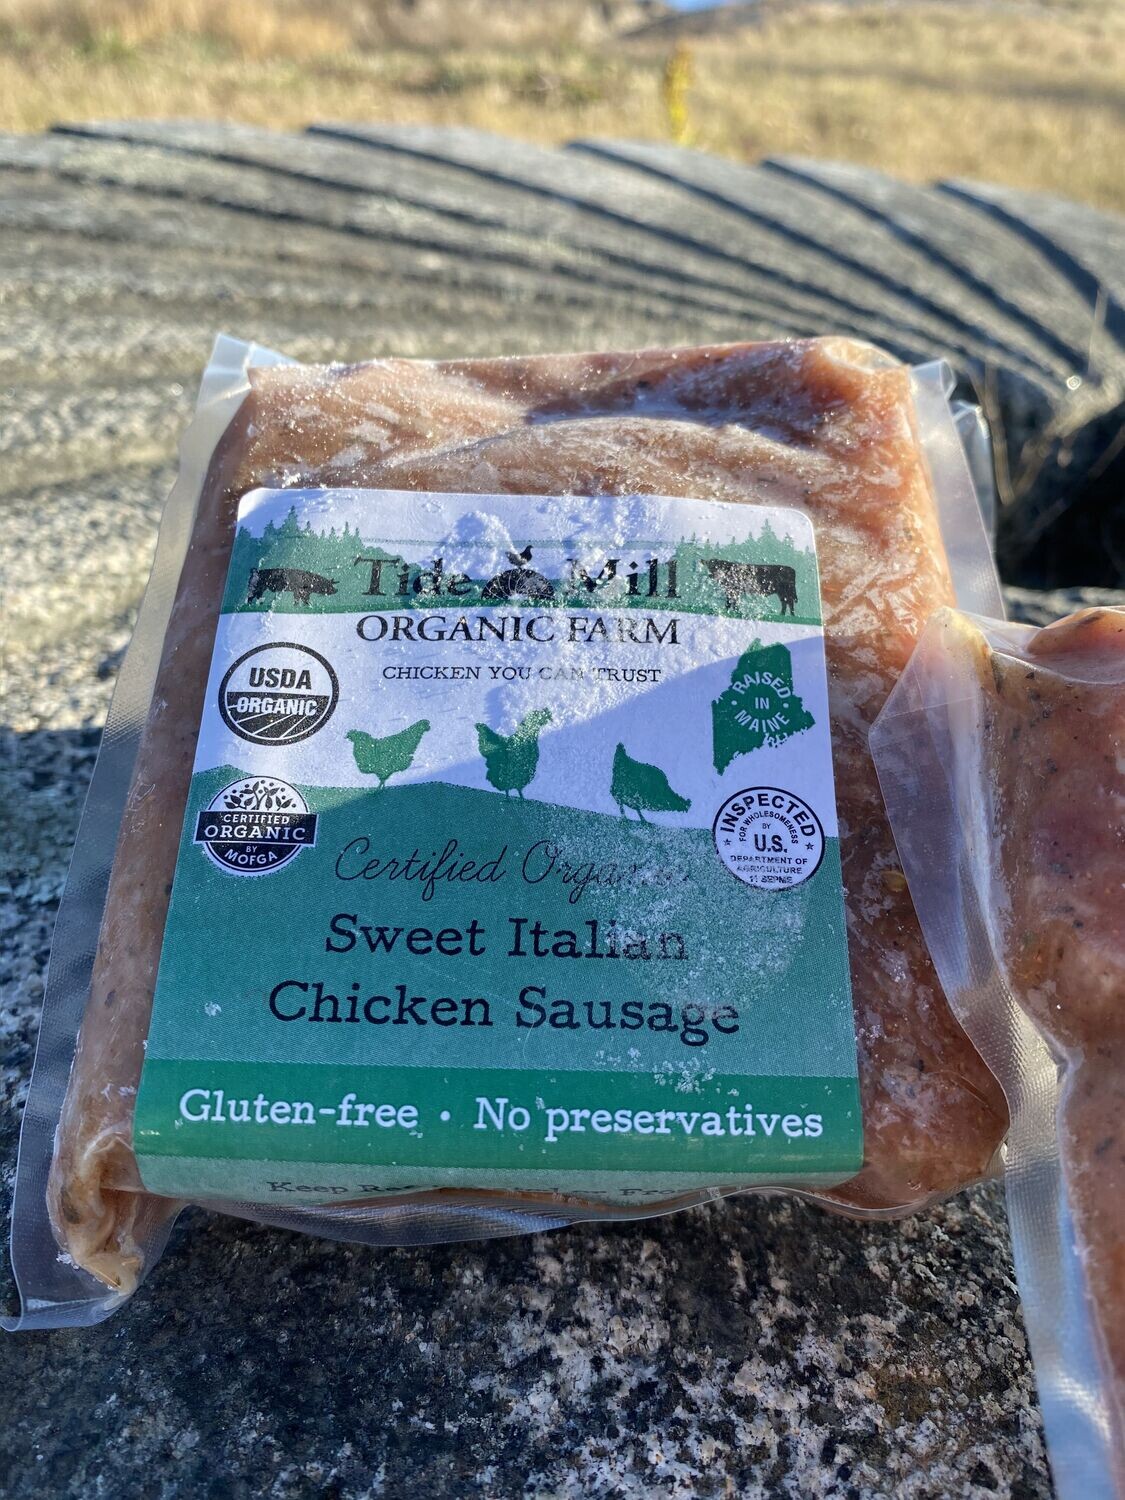 Tide Mill
ORGANIC FARM
CHICKEN YOU CAN TRUST
USDA
ORGANIC
RAISED
IN
MAINE
CERTIFIED
ORGANIC
BY
MOFGA
INSPECTED
FOR WHOLESOMENESS
BY
U.S.
DEPARTMENT OF
AGRICULTURE
Certified
Sweet Italian
Chicken Sausage
Gluten-free · No preservatives
Keep